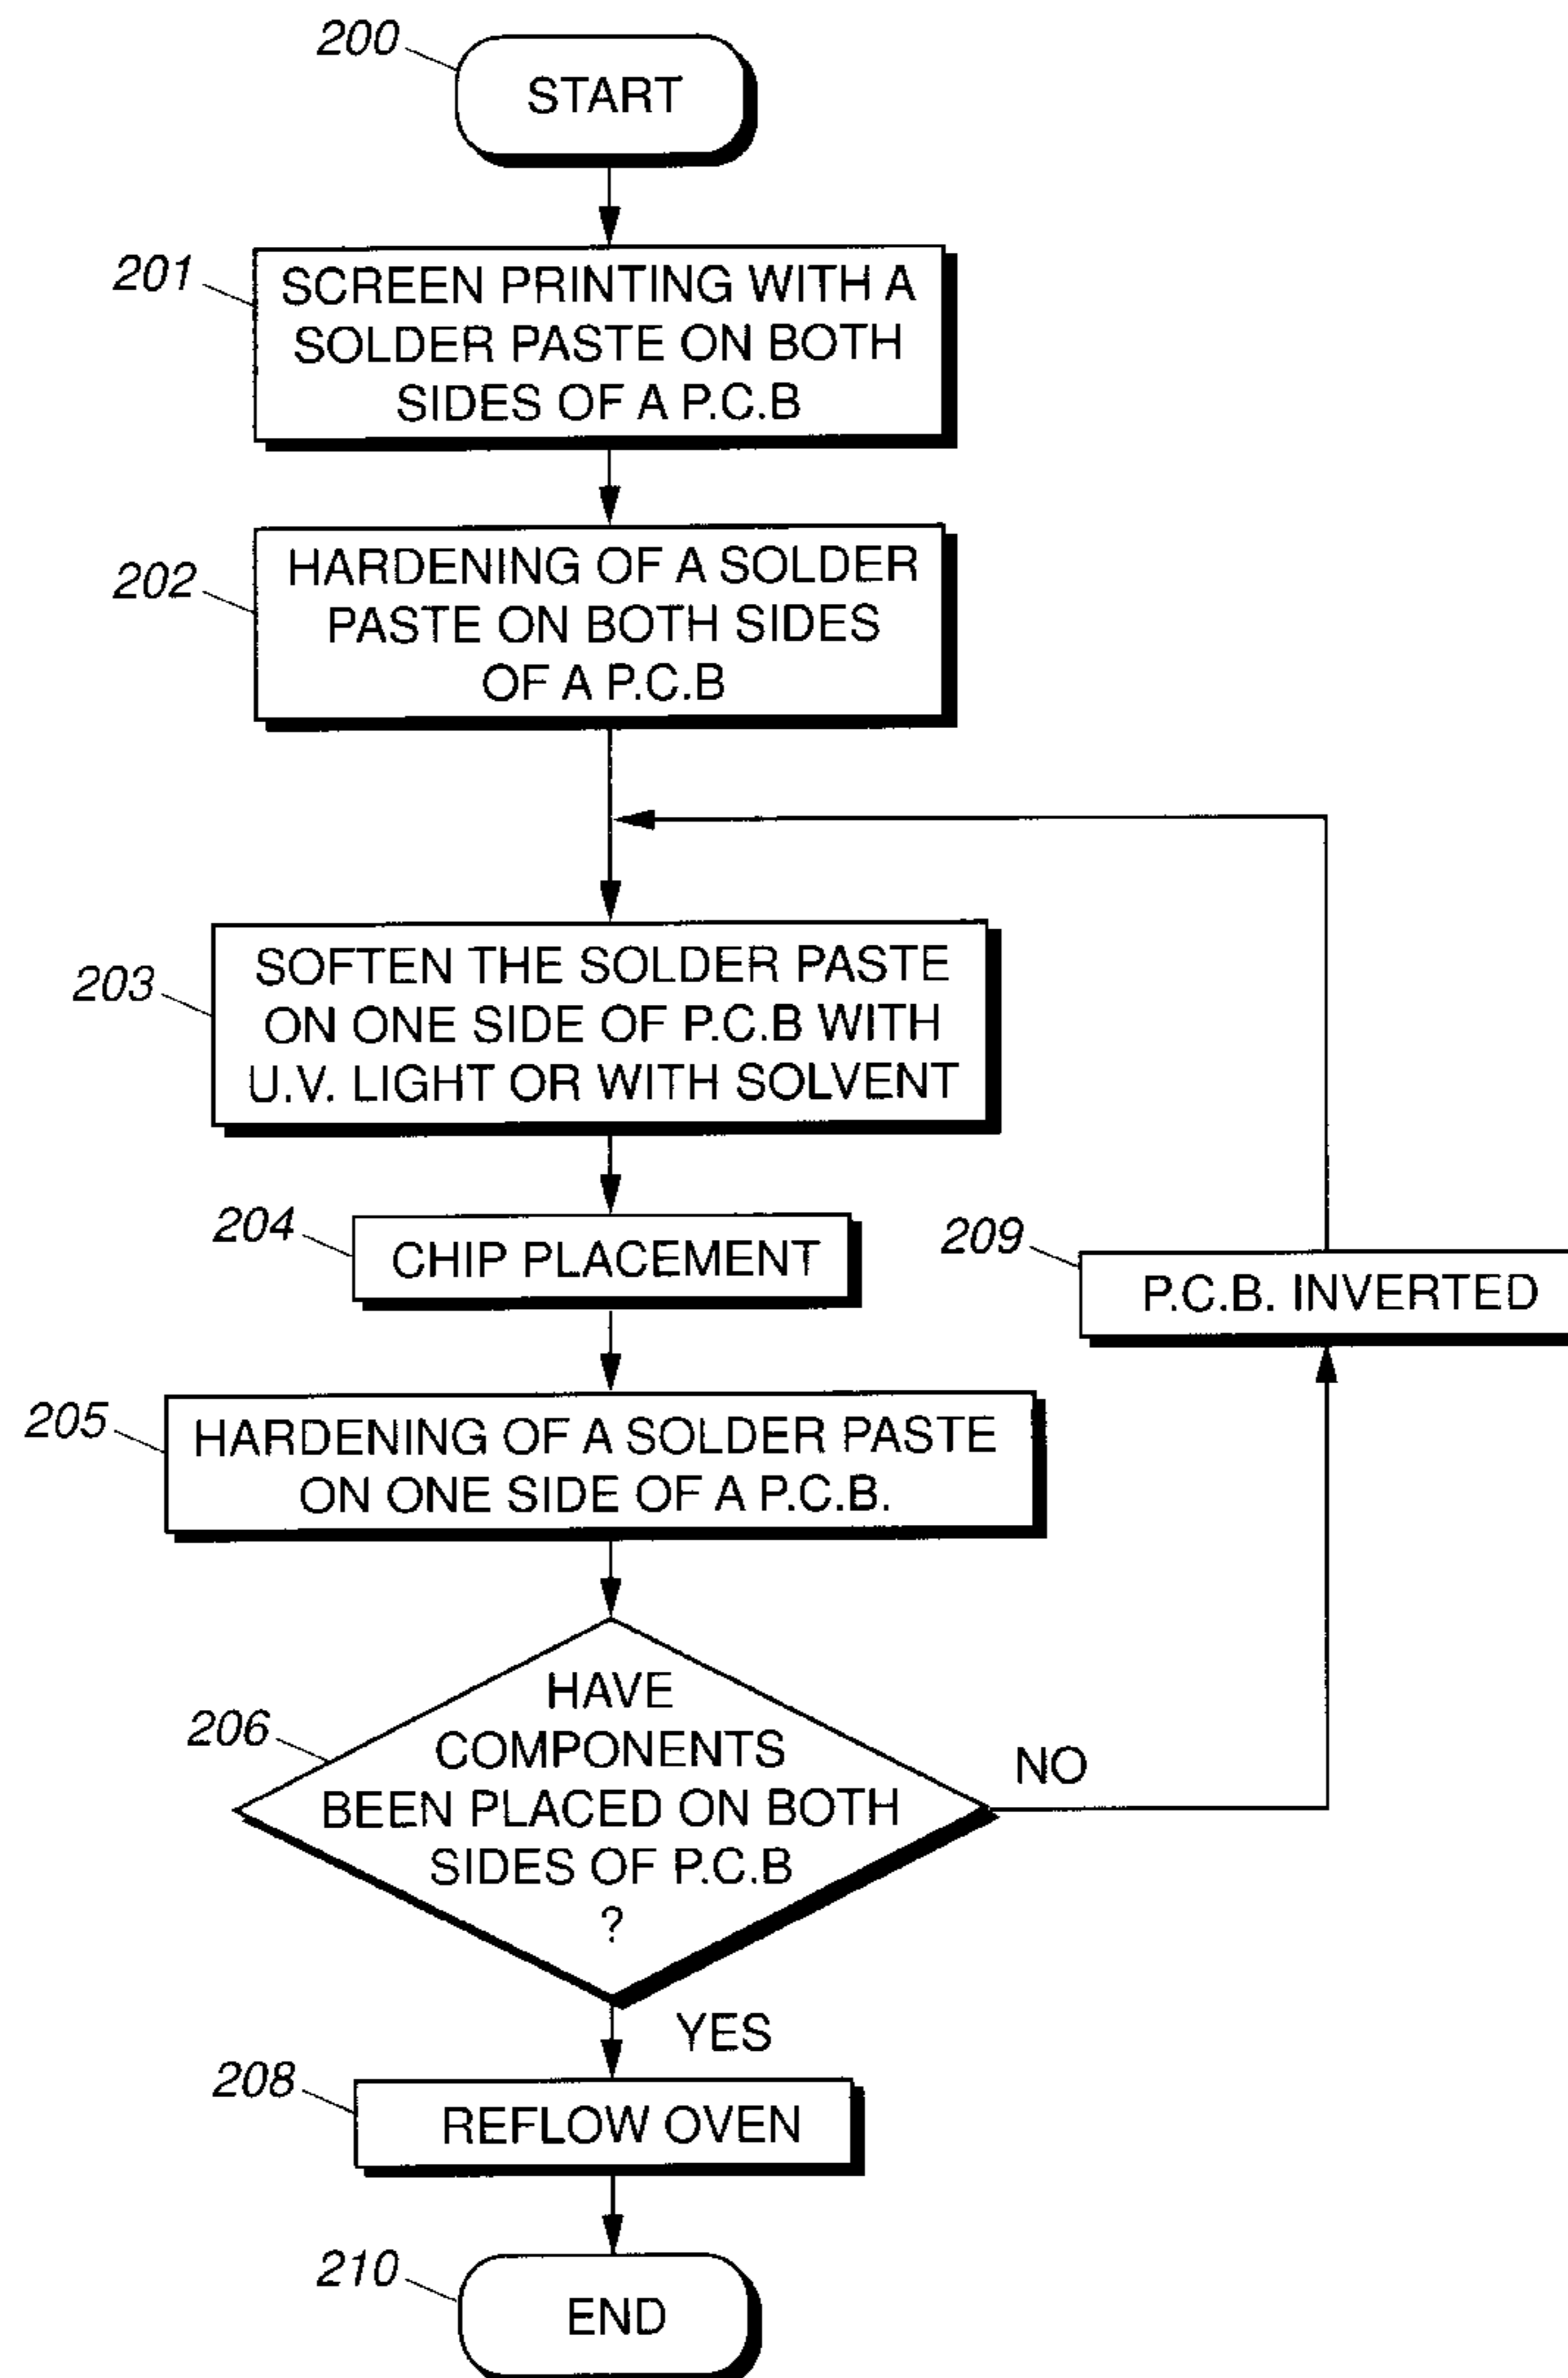 200
START
201
SCREEN PRINTING WITH A
SOLDER PASTE ON BOTH
SIDES OF A P.C.B
202
HARDENING OF A SOLDER
PASTE ON BOTH SIDES
OF A P.C.B
203
SOFTEN THE SOLDER PASTE
ON ONE SIDE OF P.C.B WITH
U.V. LIGHT OR WITH SOLVENT
204
CHIP PLACEMENT
209
P.C.B. INVERTED
205
HARDENING OF A SOLDER PASTE
ON ONE SIDE OF A P.C.B.
206
HAVE
COMPONENTS
BEEN PLACED ON BOTH
SIDES OF P.C.B
?
NO
YES
208
REFLOW OVEN
210
END